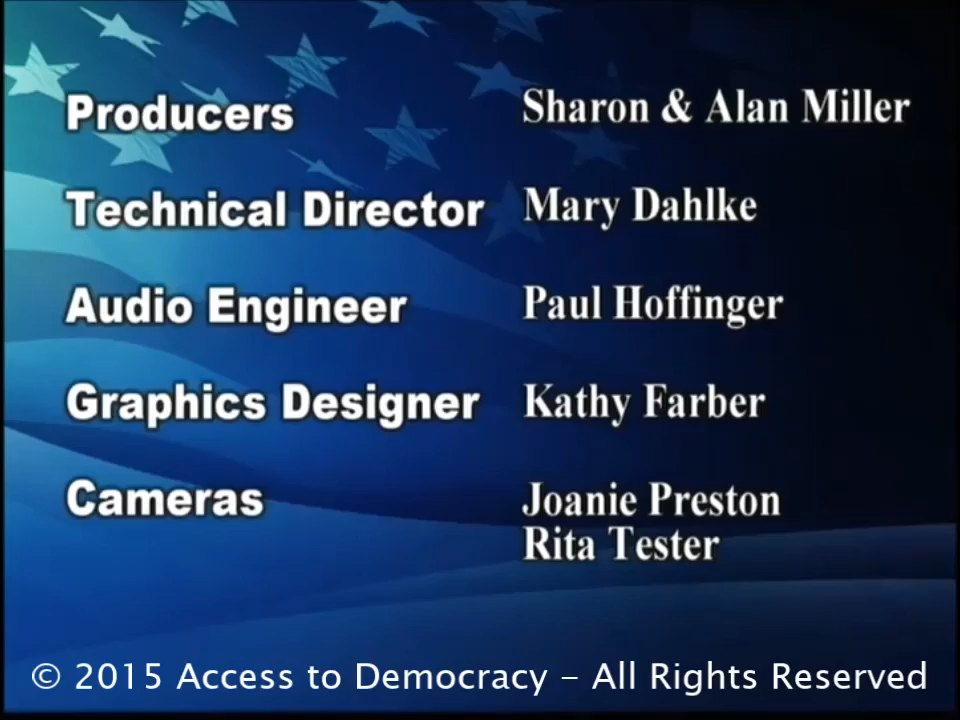 Producers Sharon & Alan Miller
Technical Director Mary Dahlke
Audio Engineer Paul Hoffinger
Graphics Designer Kathy Farber
Cameras Joanie Preston
Rita Tester
© 2015 Access to Democracy - All Rights Reserved